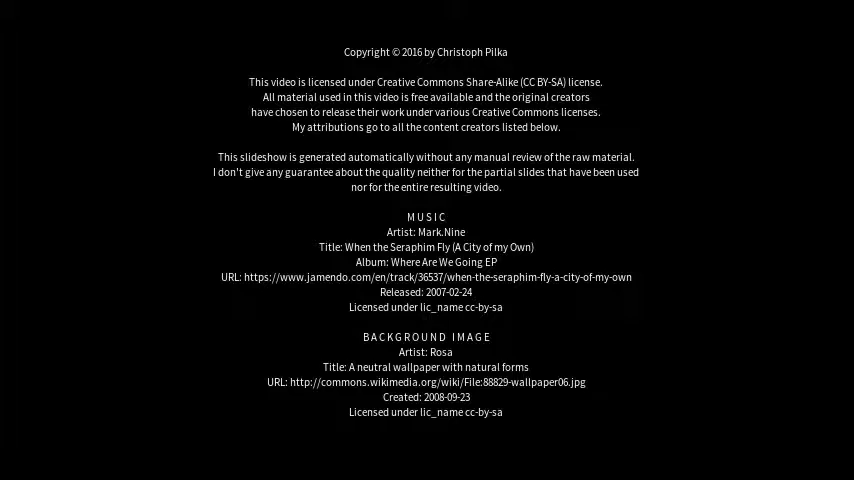 Copyright © 2016 by Christoph Pilka
This video is licensed under Creative Commons Share-Alike (CC BY-SA) license.
All material used in this video is free available and the original creators
have chosen to release their work under various Creative Commons licenses.
My attributions go to all the content creators listed below.
This slideshow is generated automatically without any manual review of the raw material.
I don't give any guarantee about the quality neither for the partial slides that have been used
nor for the entire resulting video.
MUSIC
Artist: Mark.Nine
Title: When the Seraphim Fly (A City of my Own)
Album: Where Are We Going EP
URL: https://www.jamendo.com/en/track/36537/when-the-seraphim-fly-a-city-of-my-own
Released: 2007-02-24
Licensed under lic_name cc-by-sa
BACKGROUND IMAGE
Artist: Rosa
Title: A neutral wallpaper with natural forms
URL: http://commons.wikimedia.org/wiki/File:88829-wallpaper06.jpg
Created: 2008-09-23
Licensed under lic_name cc-by-sa